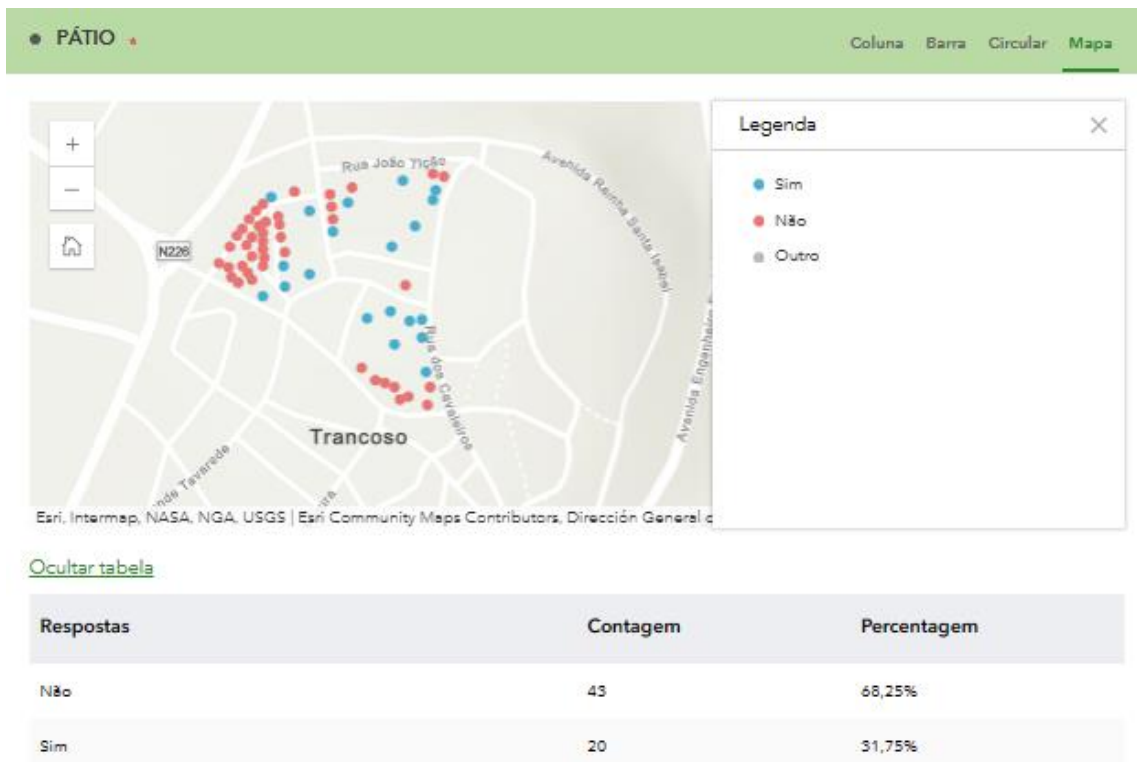 PÁTIO *
Coluna Barra Circular Mapa
+
−
Rua João Tição
Avenida Rainha Santa Isabel
N226
Rua dos Cavaleiros
Avenida Engenheiro
Trancoso
Tavarede
Esri, Intermap, NASA, NGA, USGS | Esri Community Maps Contributors, Dirección General
Legenda
Sim
Não
Outro
Ocultar tabela
Respostas Contagem Percentagem
Não 43 68,25%
Sim 20 31,75%